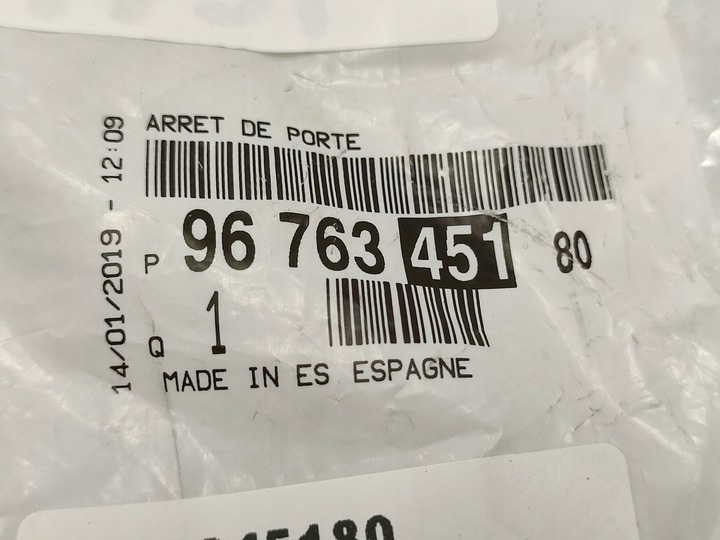 ARRET DE PORTE
P 96 763 451 80
Q 1
MADE IN ES ESPAGNE
14/01/2019 - 12:09